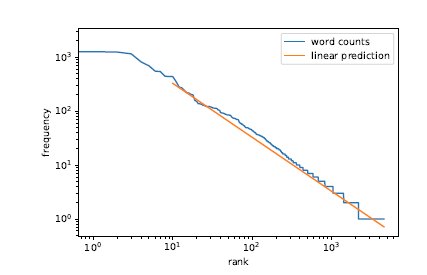 word counts
linear prediction
10³
10²
10¹
10⁰
frequency
10⁰ 10¹ 10² 10³
rank